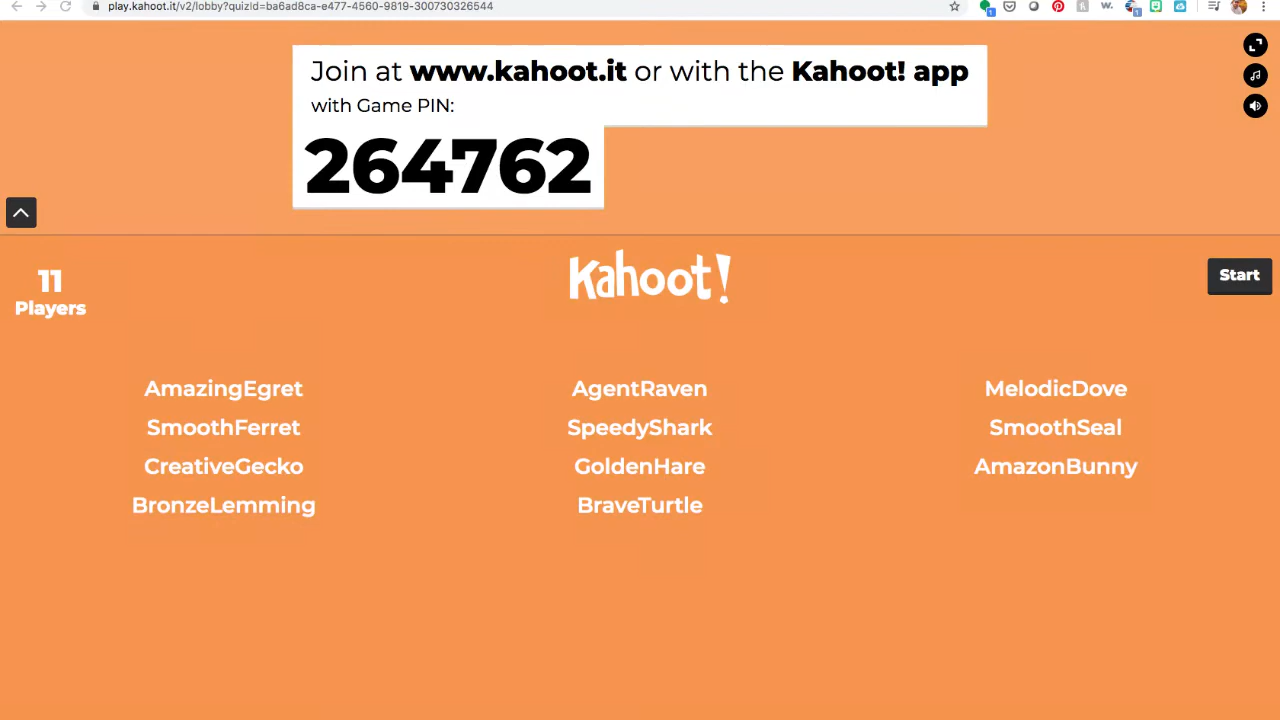 play.kahoot.it/v2/lobby?quizId=ba6ad8ca-e477-4560-9819-300730326544
Join at www.kahoot.it or with the Kahoot! app
with Game PIN:
264762
11
Players
Kahoot!
Start
AmazingEgret AgentRaven MelodicDove
SmoothFerret SpeedyShark SmoothSeal
CreativeGecko GoldenHare AmazonBunny
BronzeLemming BraveTurtle